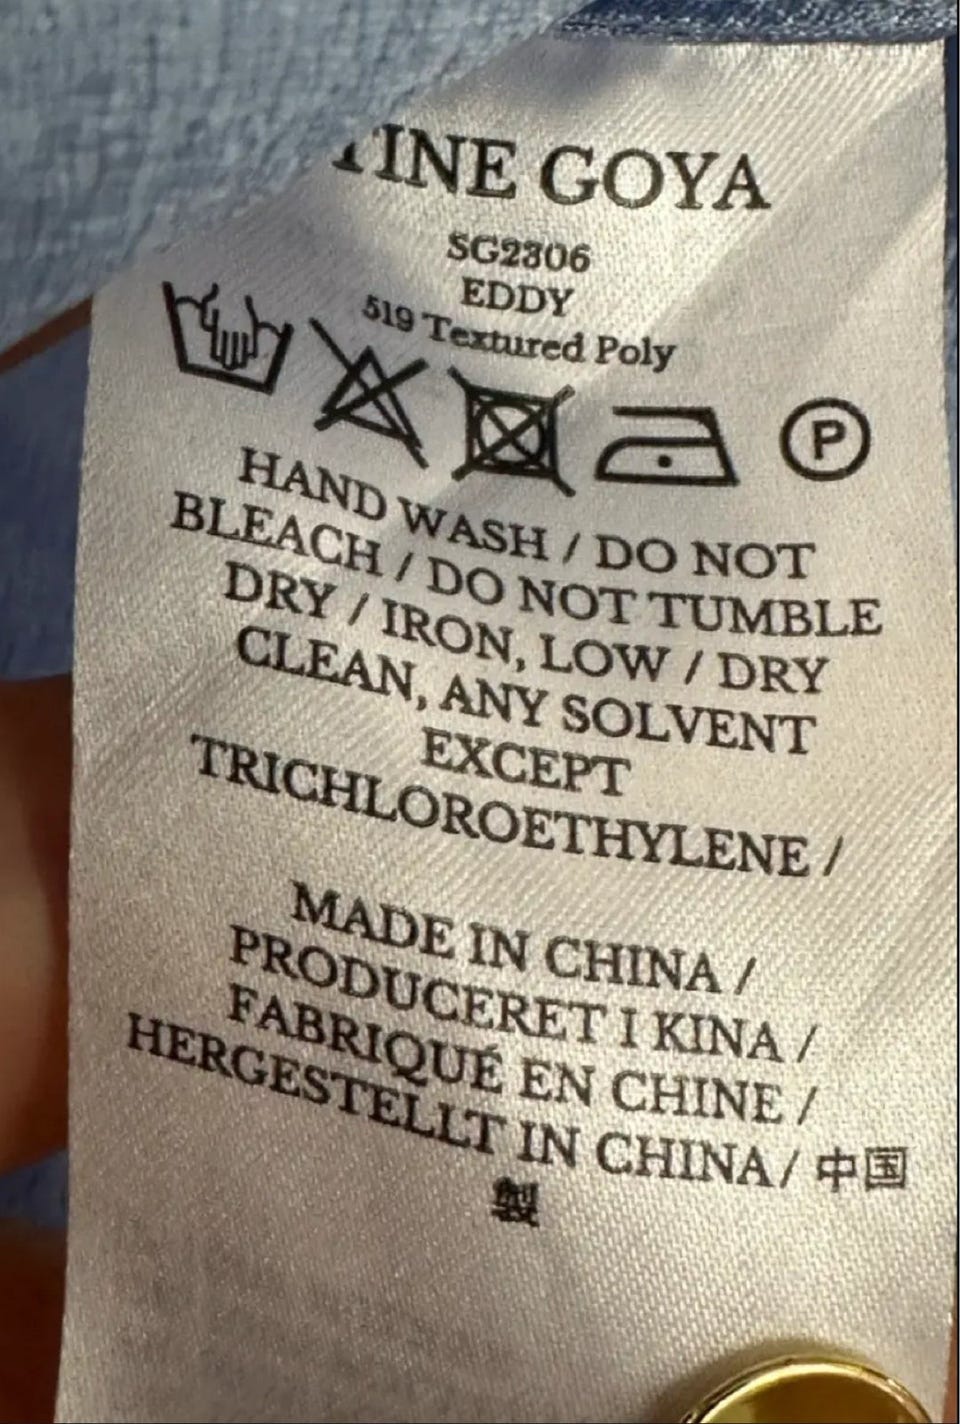 STINE GOYA
SG2306
EDDY
519 Textured Poly
P
HAND WASH / DO NOT
BLEACH / DO NOT TUMBLE
DRY / IRON, LOW / DRY
CLEAN, ANY SOLVENT
EXCEPT
TRICHLOROETHYLENE /
MADE IN CHINA /
PRODUCERET I KINA /
FABRIQUÉ EN CHINE /
HERGESTELLT IN CHINA / 中国
製